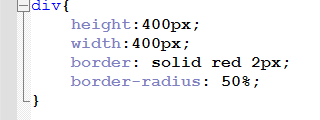 div{
height:400px;
width:400px;
border: solid red 2px;
border-radius: 50%;
}